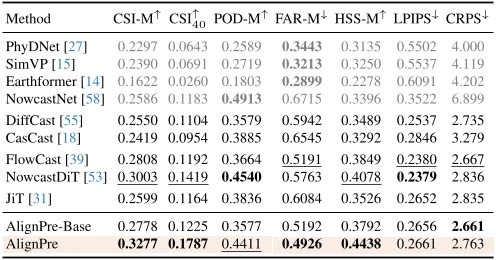 Method CSI-M↑ CSI↑40 POD-M↑ FAR-M↓ HSS-M↑ LPIPS↓ CRPS↓
PhyDNet [27] 0.2297 0.0643 0.2589 0.3443 0.3135 0.5502 4.000
SimVP [15] 0.2390 0.0691 0.2719 0.3213 0.3250 0.5537 4.119
Earthformer [14] 0.1622 0.0260 0.1803 0.2899 0.2278 0.6091 4.202
NowcastNet [58] 0.2586 0.1183 0.4913 0.6715 0.3396 0.3522 6.899
DiffCast [55] 0.2550 0.1104 0.3579 0.5942 0.3489 0.2537 2.735
CasCast [18] 0.2419 0.0954 0.3885 0.6545 0.3292 0.2846 3.279
FlowCast [39] 0.2808 0.1192 0.3664 0.5191 0.3849 0.2380 2.667
NowcastDiT [53] 0.3003 0.1419 0.4540 0.5763 0.4078 0.2379 2.836
JiT [31] 0.2599 0.1164 0.3836 0.6084 0.3526 0.2652 2.835
AlignPre-Base 0.2778 0.1225 0.3577 0.5192 0.3792 0.2656 2.661
AlignPre 0.3277 0.1787 0.4411 0.4926 0.4438 0.2661 2.763